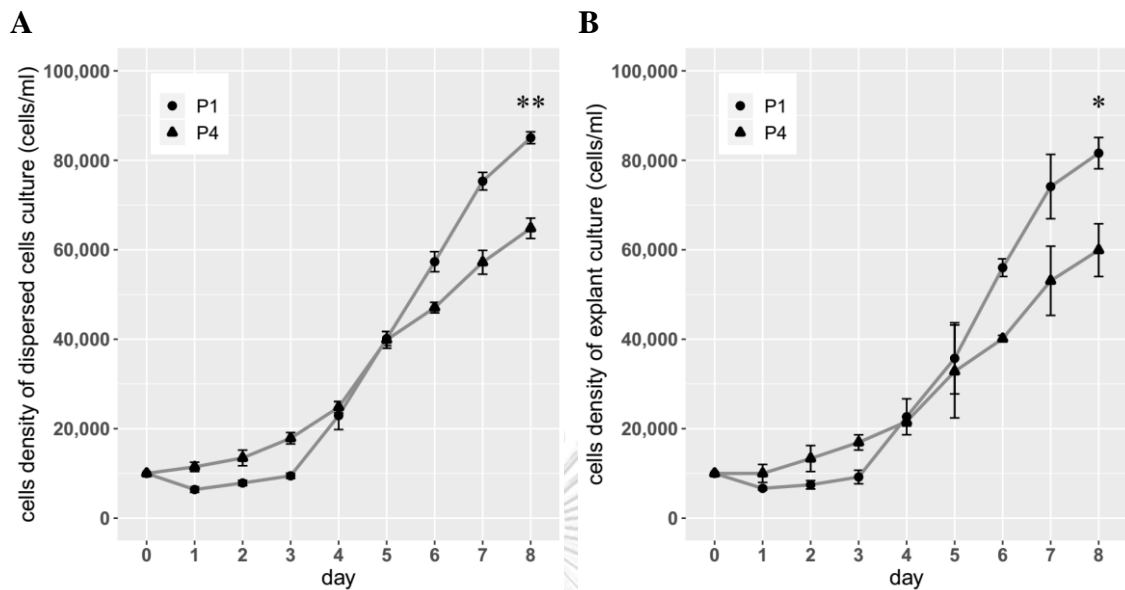 A
cells density of dispersed cells culture (cells/ml)
100,000
80,000
60,000
40,000
20,000
0
P1
P4
**
0 1 2 3 4 5 6 7 8
day
B
cells density of explant culture (cells/ml)
100,000
80,000
60,000
40,000
20,000
0
P1
P4
*
0 1 2 3 4 5 6 7 8
day